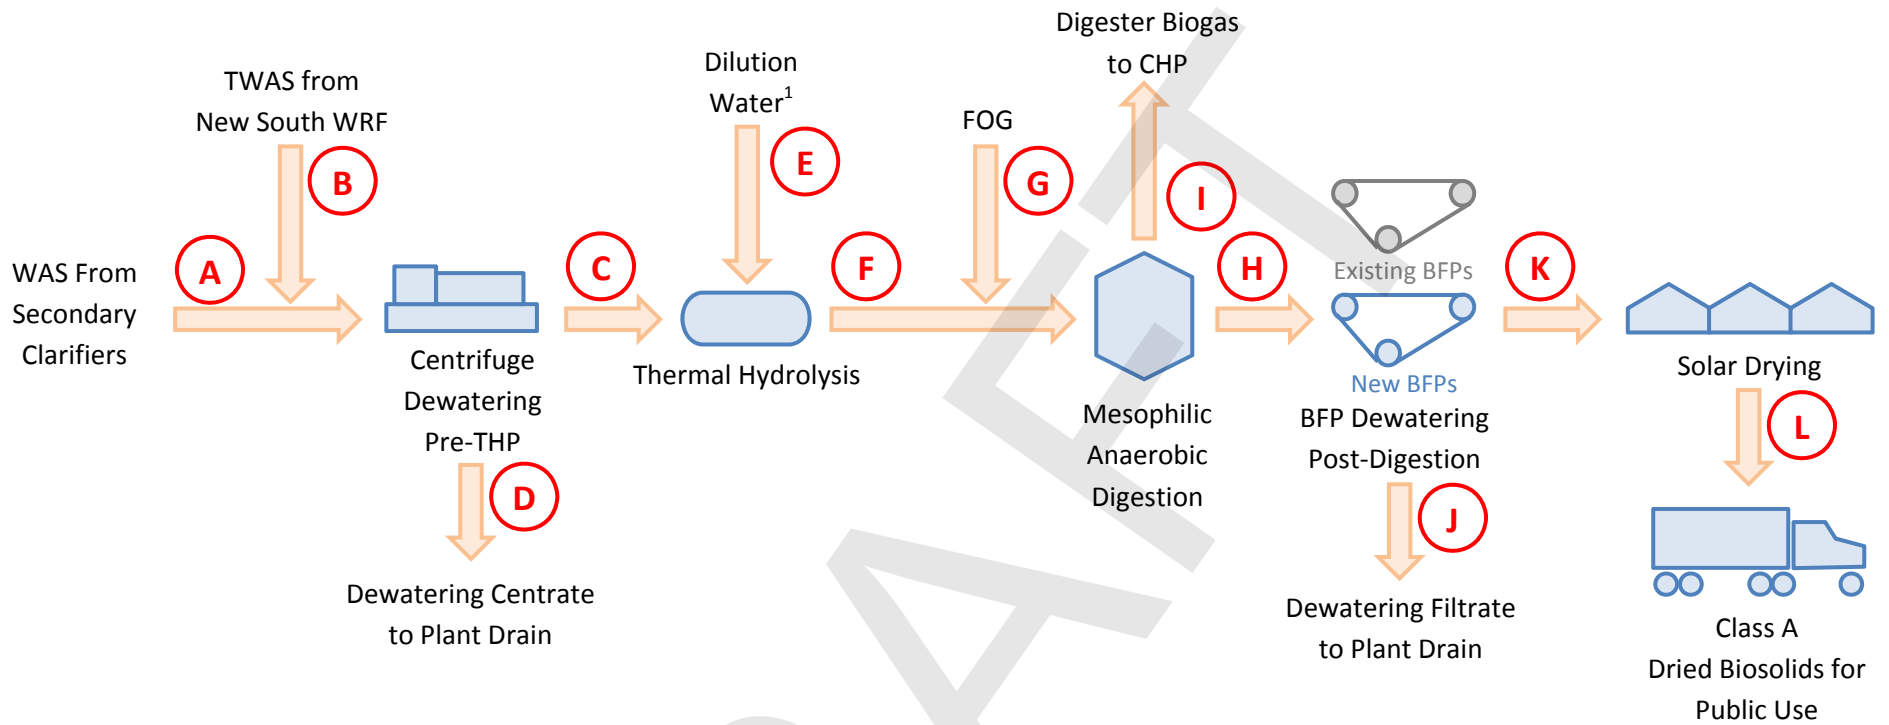 Digester Biogas
to CHP
Dilution
Water1
TWAS from
New South WRF
FOG
E
B
G
I
A
C
F
H
K
WAS From
Secondary
Clarifiers
Existing BFPs
New BFPs
Centrifuge
Dewatering
Pre-THP
Thermal Hydrolysis
Mesophilic
Anaerobic
Digestion
BFP Dewatering
Post-Digestion
Solar Drying
L
D
J
Dewatering Centrate
to Plant Drain
Dewatering Filtrate
to Plant Drain
Class A
Dried Biosolids for
Public Use
DRAFT